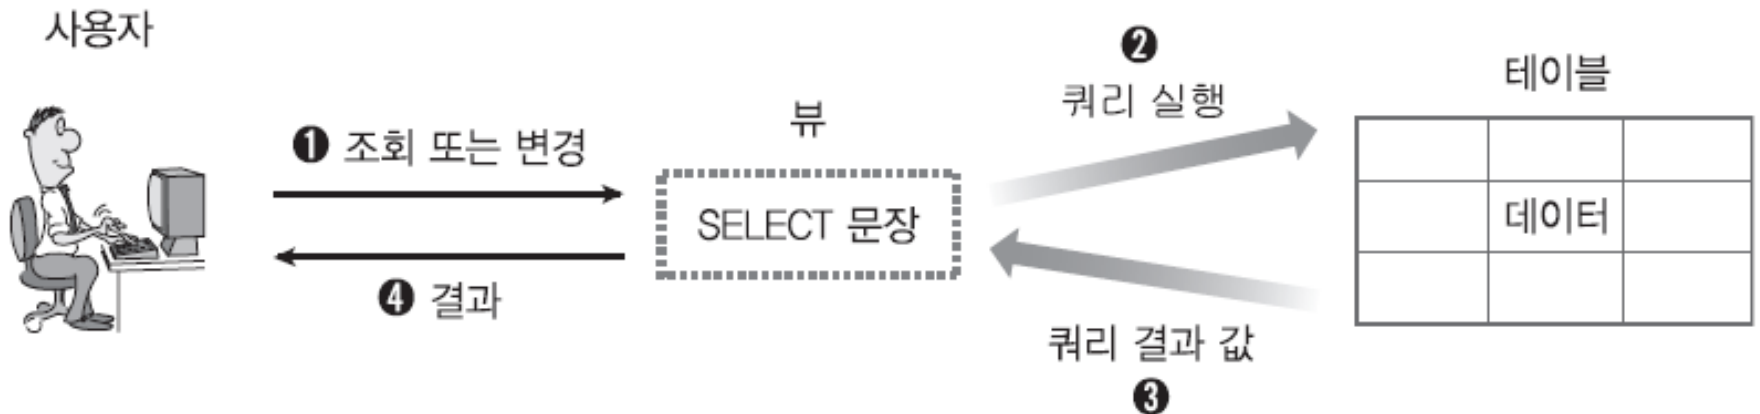 사용자
❶ 조회 또는 변경
❹ 결과
뷰
SELECT 문장
❷
쿼리 실행
쿼리 결과 값
❸
테이블
데이터